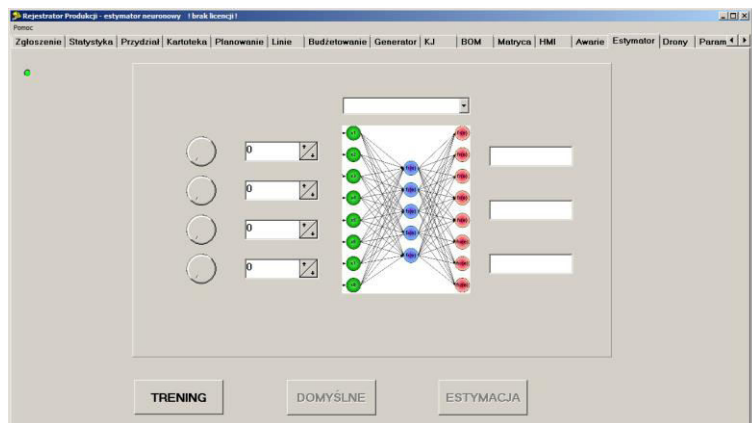 Rejestrator Produkcji - estymator neuronowy   ! brak licencji !
Pomoc
Zgłoszenie Statystyka Przydział Kartoteka Planowanie Linie Budżetowanie Generator KJ BOM Matryca HMI Awarie Estymator Drony Param
0
0
0
0
TRENING DOMYŚLNE ESTYMACJA